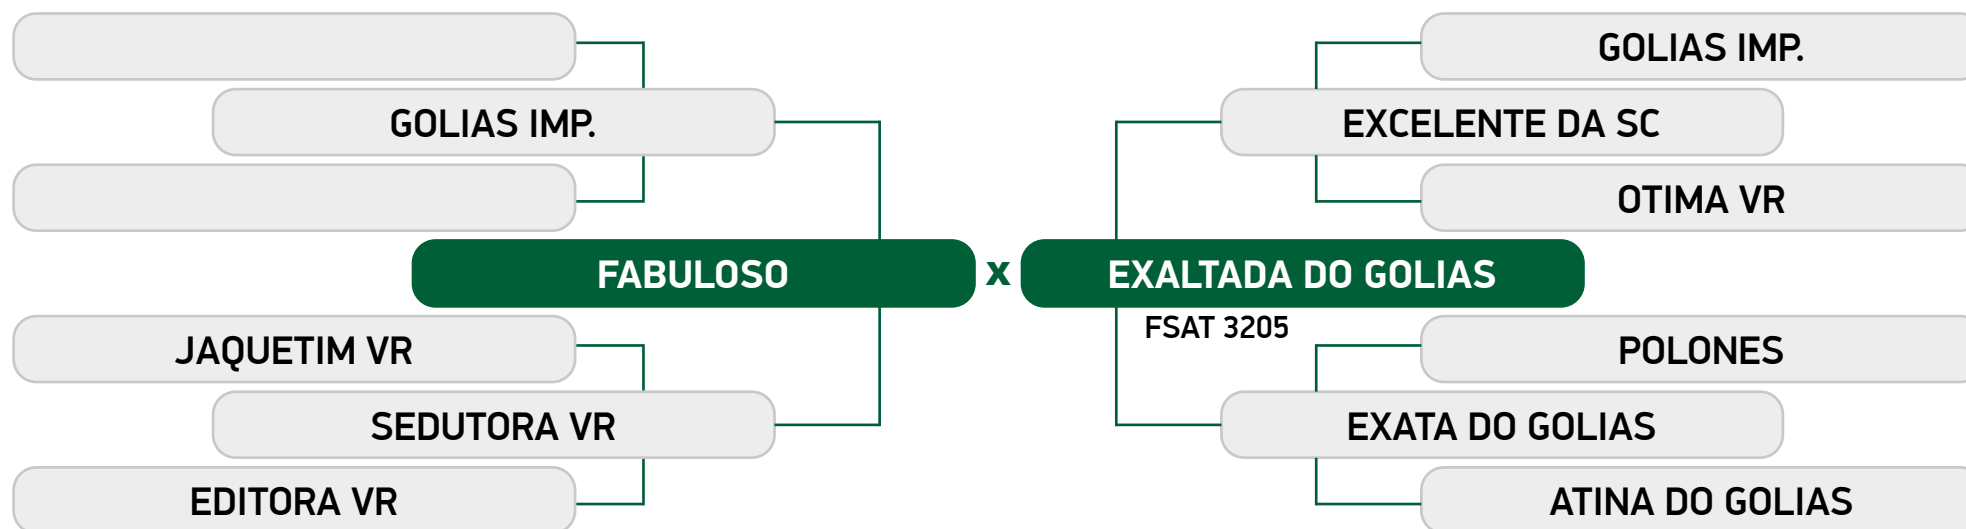 GOLIAS IMP.
GOLIAS IMP.
EXCELENTE DA SC
OTIMA VR
FABULOSO x EXALTADA DO GOLIAS
FSAT 3205
JAQUETIM VR
POLONES
SEDUTORA VR
EXATA DO GOLIAS
EDITORA VR
ATINA DO GOLIAS